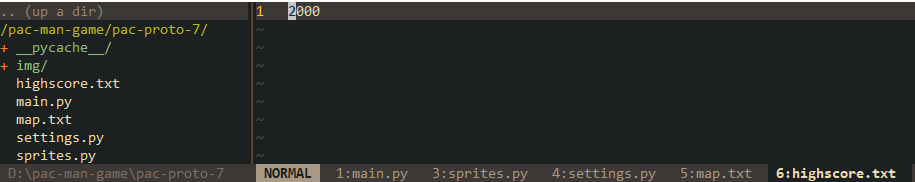 .. (up a dir)
/pac-man-game/pac-proto-7/
+ __pycache__/
+ img/
highscore.txt
main.py
map.txt
settings.py
sprites.py
D:\pac-man-game\pac-proto-7
1 2000
~
~
~
~
~
~
~
~
NORMAL 1:main.py 3:sprites.py 4:settings.py 5:map.txt 6:highscore.txt